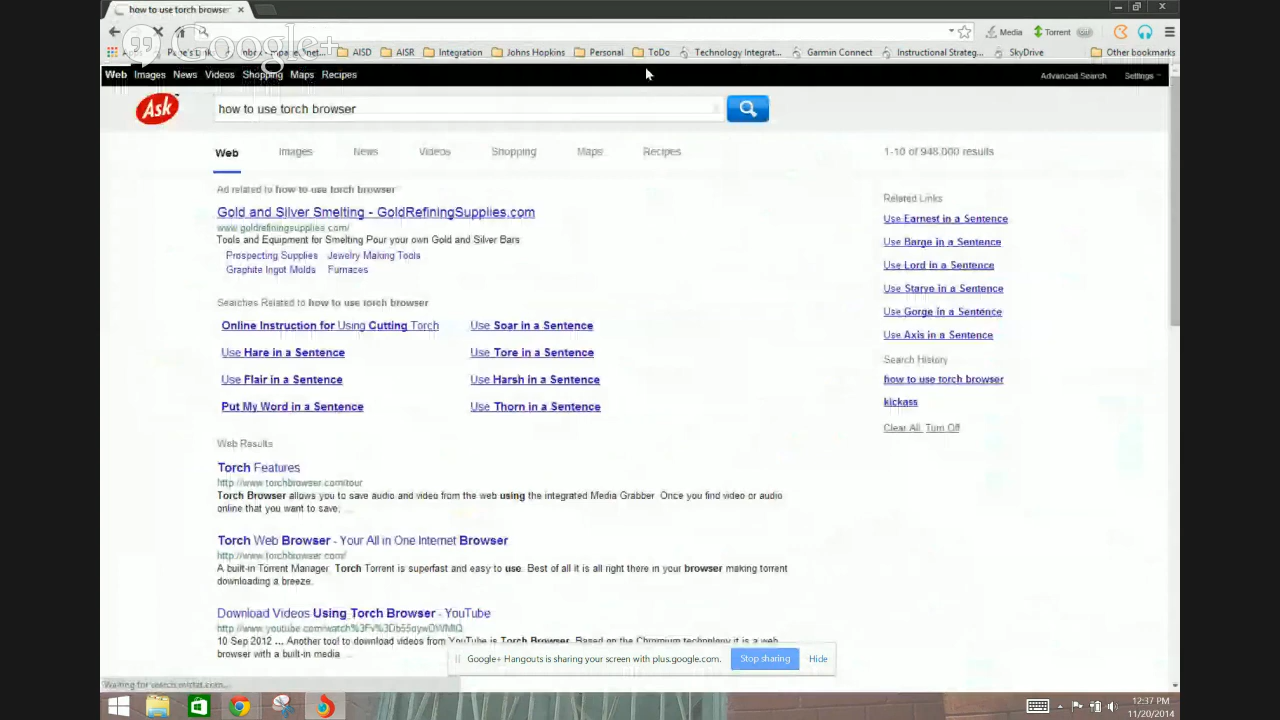 how to use torch browser
Google+
Media
Torrent
AISD
AISR
Integration
Johns Hopkins
Personal
ToDo
Technology Integrat...
Garmin Connect
Instructional Strateg...
SkyDrive
Other bookmarks
Web Images News Videos Shopping Maps Recipes
Advanced Search Settings
Ask
how to use torch browser
Web Images News Videos Shopping Maps Recipes
1-10 of 948,000 results
Ad related to how to use torch browser
Gold and Silver Smelting - GoldRefiningSupplies.com
www.goldrefiningsupplies.com/
Tools and Equipment for Smelting Pour your own Gold and Silver Bars
Prospecting Supplies Jewelry Making Tools
Graphite Ingot Molds Furnaces
Searches Related to how to use torch browser
Online Instruction for Using Cutting Torch
Use Soar in a Sentence
Use Hare in a Sentence
Use Tore in a Sentence
Use Flair in a Sentence
Use Harsh in a Sentence
Put My Word in a Sentence
Use Thorn in a Sentence
Web Results
Torch Features
http://www.torchbrowser.com/tour
Torch Browser allows you to save audio and video from the web using the integrated Media Grabber. Once you find video or audio
online that you want to save, ...
Torch Web Browser - Your All in One Internet Browser
http://www.torchbrowser.com/
A built-in Torrent Manager. Torch Torrent is superfast and easy to use. Best of all it is all right there in your browser making torrent
downloading a breeze.
Download Videos Using Torch Browser - YouTube
10 Sep 2012 ... Another tool to download videos from YouTube is Torch Browser. Based on the Chromium technology it is a web
browser with a built-in media ...
Related Links
Use Earnest in a Sentence
Use Barge in a Sentence
Use Lord in a Sentence
Use Starve in a Sentence
Use Gorge in a Sentence
Use Axis in a Sentence
Search History
how to use torch browser
kickass
Clear All Turn Off
Google+ Hangouts is sharing your screen with plus.google.com.
Stop sharing
Hide
12:37 PM
11/20/2014